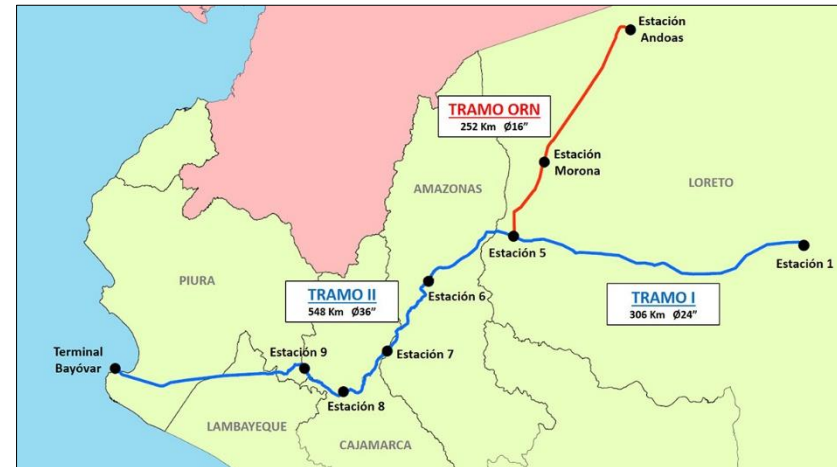 Estación
Andoas
TRAMO ORN
252 Km Ø16”
Estación
Morona
AMAZONAS
LORETO
Estación 5
Estación 1
PIURA
TRAMO II
548 Km Ø36”
Estación 6
TRAMO I
306 Km Ø24”
Terminal
Bayóvar
Estación 9
Estación 7
Estación 8
LAMBAYEQUE
CAJAMARCA